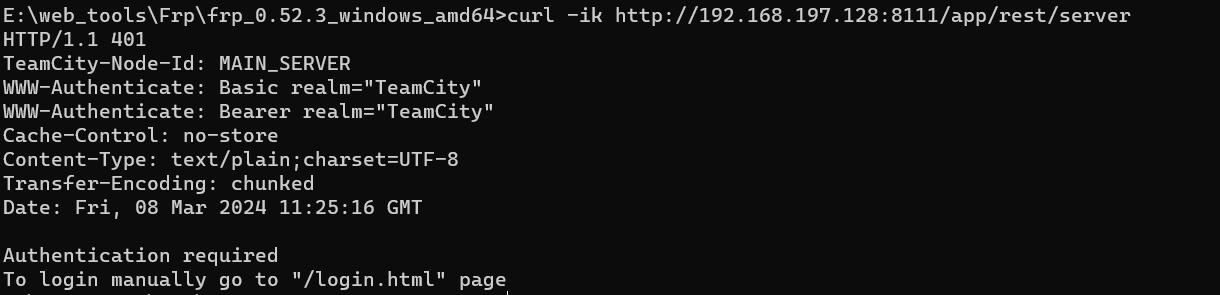 E:\web_tools\Frp\frp_0.52.3_windows_amd64>curl -ik http://192.168.197.128:8111/app/rest/server
HTTP/1.1 401
TeamCity-Node-Id: MAIN_SERVER
WWW-Authenticate: Basic realm="TeamCity"
WWW-Authenticate: Bearer realm="TeamCity"
Cache-Control: no-store
Content-Type: text/plain;charset=UTF-8
Transfer-Encoding: chunked
Date: Fri, 08 Mar 2024 11:25:16 GMT

Authentication required
To login manually go to "/login.html" page